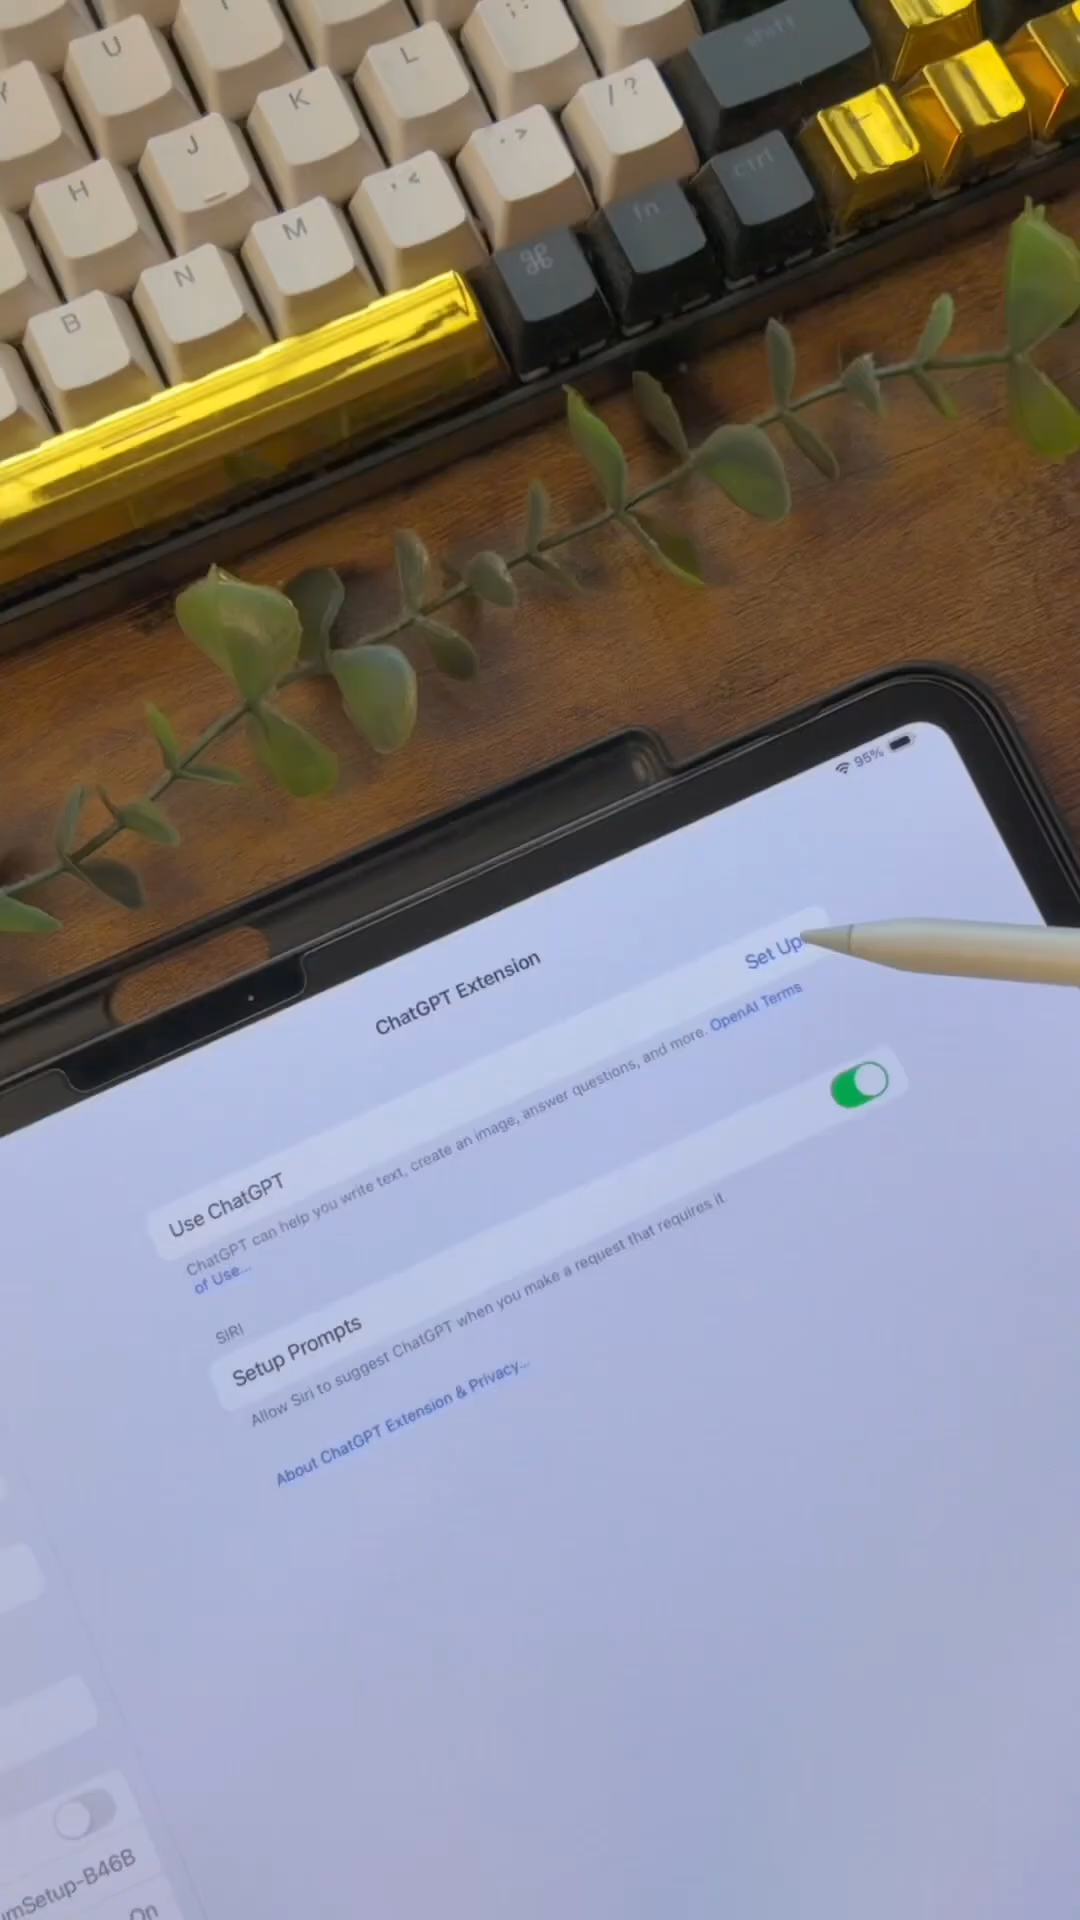 U
L
shift
K
/ ?
Y
J
. >
ctrl
H
, <
fn
M
⌘
N
B
95%
ChatGPT Extension
Use ChatGPT
Set Up
ChatGPT can help you write text, create an image, answer questions, and more. OpenAI Terms
of Use...
SIRI
Setup Prompts
Allow Siri to suggest ChatGPT when you make a request that requires it.
About ChatGPT Extension & Privacy...
umSetup-B46B
On